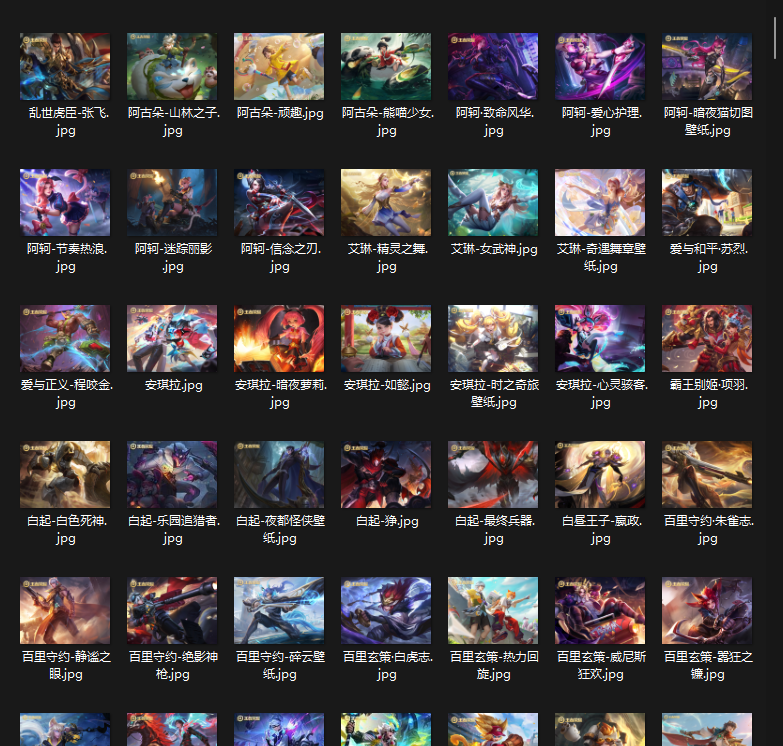 乱世虎臣-张飞.
jpg
阿古朵-山林之子.
jpg
阿古朵-顽趣.jpg
阿古朵-熊喵少女.
jpg
阿轲·致命风华.
jpg
阿轲-爱心护理.
jpg
阿轲-暗夜猫切图
壁纸.jpg
阿轲-节奏热浪.
jpg
阿轲-迷踪丽影
.jpg
阿轲-信念之刃.
jpg
艾琳-精灵之舞.
jpg
艾琳-女武神.jpg
艾琳-奇遇舞章壁
纸.jpg
爱与和平·苏烈.
jpg
爱与正义-程咬金.
jpg
安琪拉.jpg
安琪拉-暗夜萝莉.
jpg
安琪拉-如懿.jpg
安琪拉-时之奇旅
壁纸.jpg
安琪拉-心灵骇客.
jpg
霸王别姬·项羽.
jpg
白起-白色死神.
jpg
白起-乐园追猎者.
jpg
白起-夜都怪侠壁
纸.jpg
白起-狰.jpg
白起-最终兵器.
jpg
白昼王子-嬴政.
jpg
百里守约·朱雀志.
jpg
百里守约-静谧之
眼.jpg
百里守约-绝影神
枪.jpg
百里守约-碎云壁
纸.jpg
百里玄策·白虎志.
jpg
百里玄策-热力回
旋.jpg
百里玄策-威尼斯
狂欢.jpg
百里玄策-嚣狂之
镰.jpg